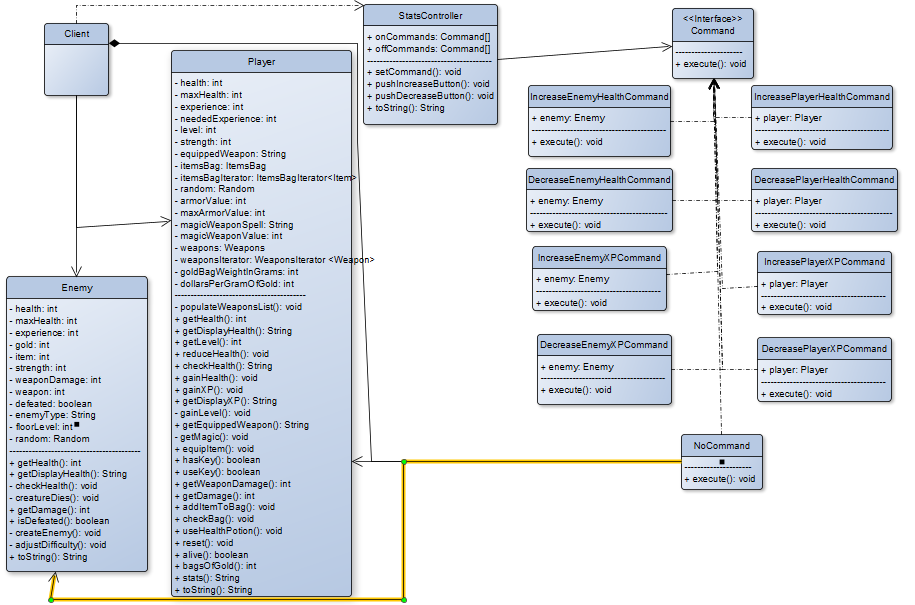 Client
StatsController
+ onCommands: Command[]
+ offCommands: Command[]
+ setCommand(): void
+ pushIncreaseButton(): void
+ pushDecreaseButton(): void
+ toString(): String
<<Interface>>
Command
+ execute(): void
Player
- health: int
- maxHealth: int
- experience: int
- neededExperience: int
- level: int
- strength: int
- equippedWeapon: String
- itemsBag: ItemsBag
- itemsBagIterator: ItemsBagIterator<Item>
- random: Random
- armorValue: int
- maxArmorValue: int
- magicWeaponSpell: String
- magicWeaponValue: int
- weapons: Weapons
- weaponsIterator: WeaponsIterator <Weapon>
- goldBagWeightInGrams: int
- dollarsPerGramOfGold: int
- populateWeaponsList(): void
+ getHealth(): int
+ getDisplayHealth(): String
+ getLevel(): int
+ reduceHealth(): void
+ checkHealth(): String
+ gainHealth(): void
+ gainXP(): void
+ getDisplayXP(): String
- gainLevel(): void
+ getEquippedWeapon(): String
- getMagic(): void
+ equipItem(): void
+ hasKey(): boolean
+ useKey(): boolean
+ getWeaponDamage(): int
+ getDamage(): int
+ addItemToBag(): void
+ checkBag(): void
+ useHealthPotion(): void
+ reset(): void
+ alive(): boolean
+ bagsOfGold(): int
+ stats(): String
+ toString(): String
Enemy
- health: int
- maxHealth: int
- experience: int
- gold: int
- item: int
- strength: int
- weaponDamage: int
- weapon: int
- defeated: boolean
- enemyType: String
- floorLevel: int
- random: Random
+ getHealth(): int
+ getDisplayHealth(): String
- checkHealth(): void
- creatureDies(): void
+ getDamage(): int
+ isDefeated(): boolean
- createEnemy(): void
- adjustDifficulty(): void
+ toString(): String
IncreaseEnemyHealthCommand
+ enemy: Enemy
+ execute(): void
IncreasePlayerHealthCommand
+ player: Player
+ execute(): void
DecreaseEnemyHealthCommand
+ enemy: Enemy
+ execute(): void
DecreasePlayerHealthCommand
+ player: Player
+ execute(): void
IncreaseEnemyXPCommand
+ enemy: Enemy
+ execute(): void
IncreasePlayerXPCommand
+ player: Player
+ execute(): void
DecreaseEnemyXPCommand
+ enemy: Enemy
+ execute(): void
DecreasePlayerXPCommand
+ player: Player
+ execute(): void
NoCommand
+ execute(): void